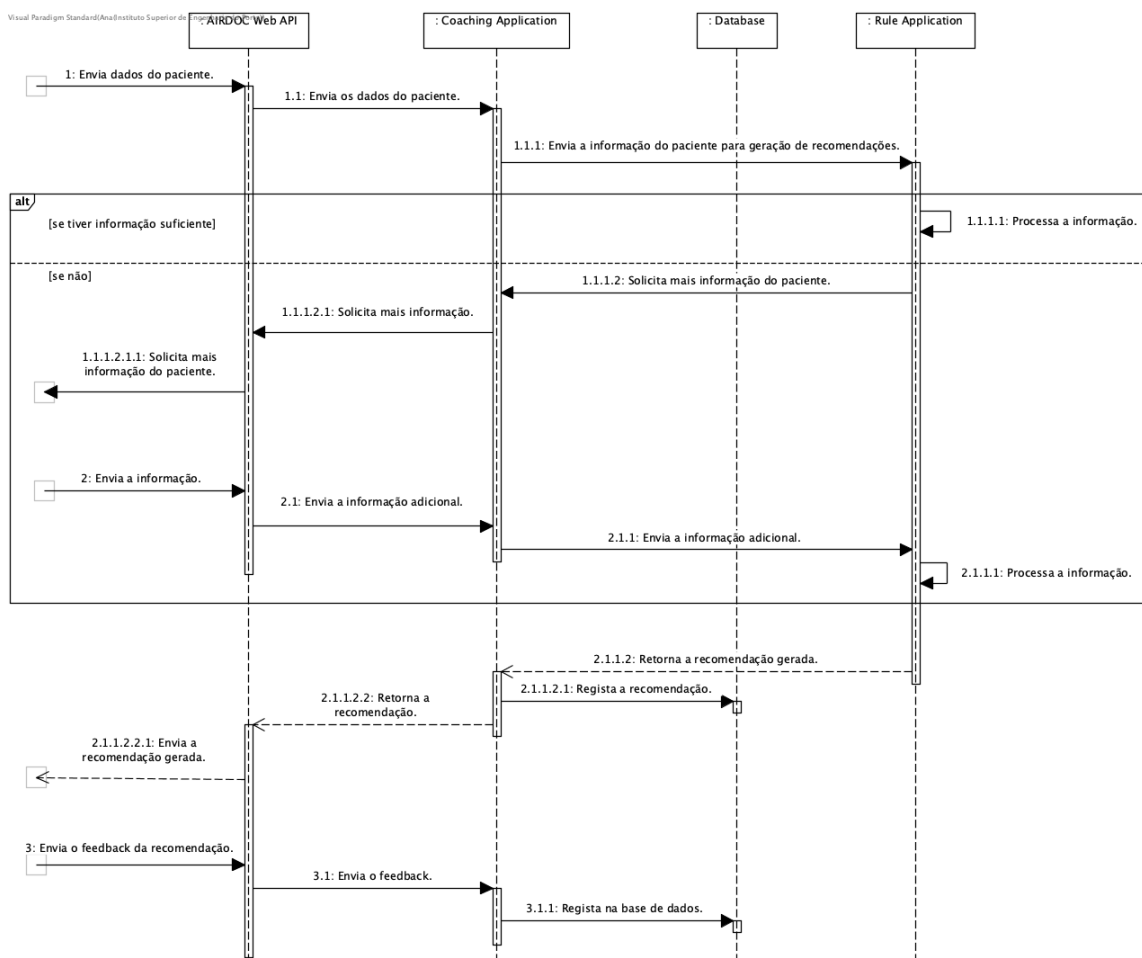 Visual Paradigm Standard(Ana(Instituto Superior de Engenharia do Porto))
: AIRDOC Web API
: Coaching Application
: Database
: Rule Application
1: Envia dados do paciente.
1.1: Envia os dados do paciente.
1.1.1: Envia a informação do paciente para geração de recomendações.
alt
[se tiver informação suficiente]
1.1.1.1: Processa a informação.
[se não]
1.1.1.2: Solicita mais informação do paciente.
1.1.1.2.1: Solicita mais informação.
1.1.1.2.1.1: Solicita mais
informação do paciente.
2: Envia a informação.
2.1: Envia a informação adicional.
2.1.1: Envia a informação adicional.
2.1.1.1: Processa a informação.
2.1.1.2: Retorna a recomendação gerada.
2.1.1.2.1: Regista a recomendação.
2.1.1.2.2: Retorna a
recomendação.
2.1.1.2.2.1: Envia a
recomendação gerada.
3: Envia o feedback da recomendação.
3.1: Envia o feedback.
3.1.1: Regista na base de dados.